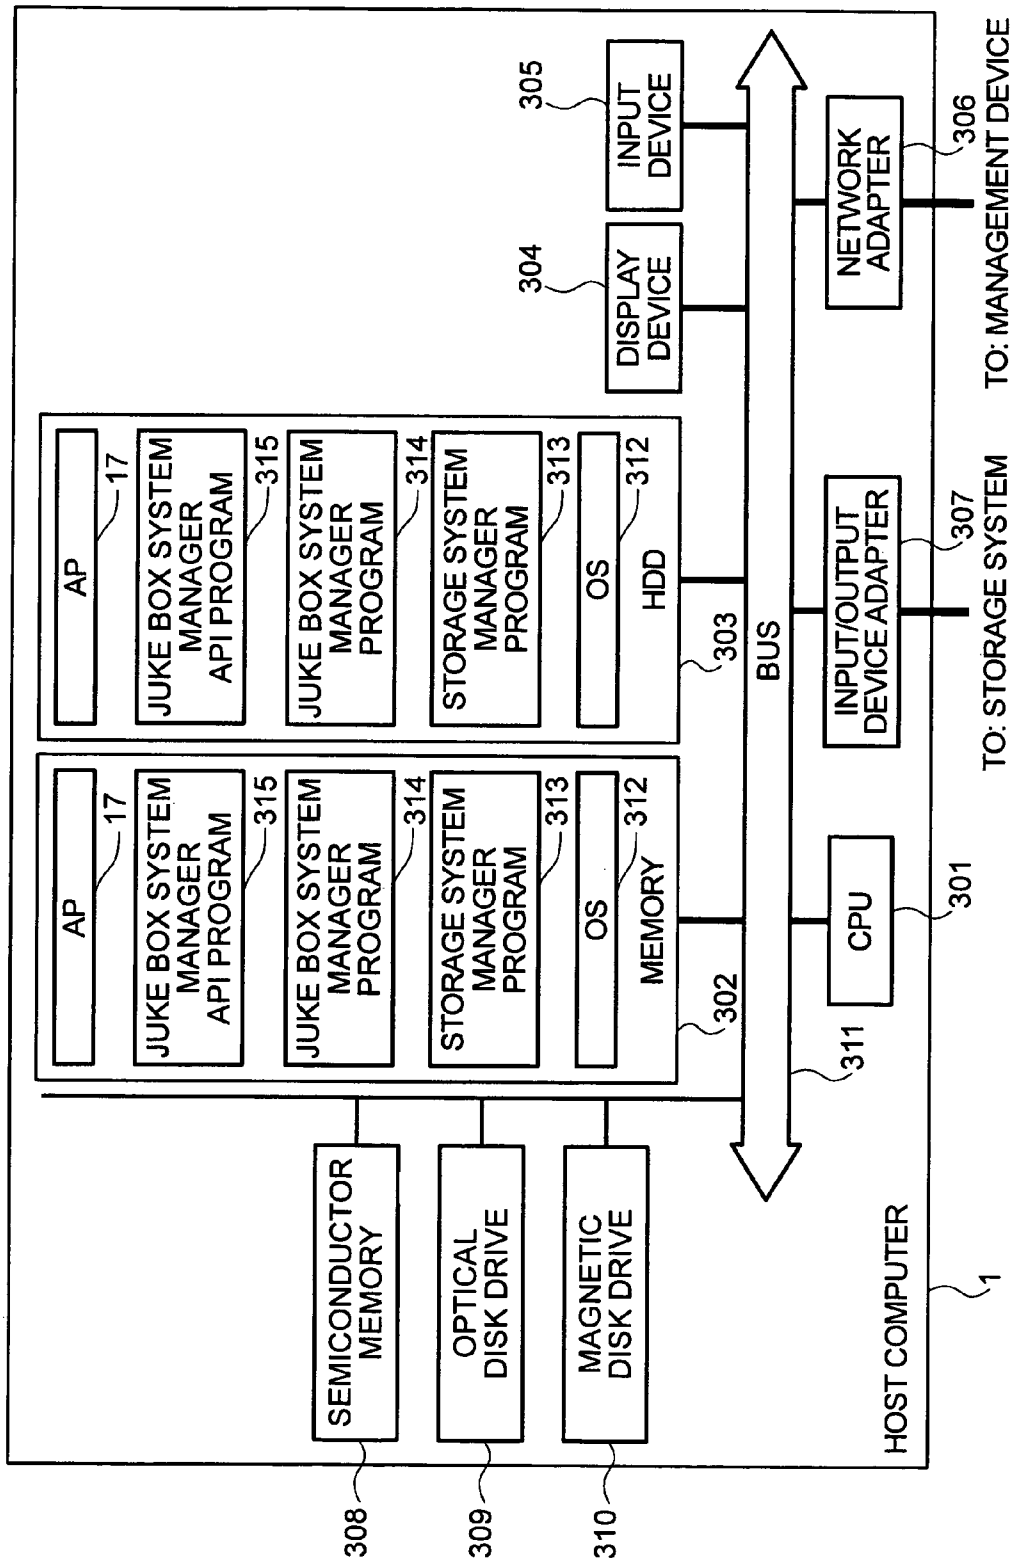 305
INPUT
DEVICE
304
DISPLAY
DEVICE
AP
17
JUKE BOX SYSTEM
MANAGER
API PROGRAM
315
JUKE BOX SYSTEM
MANAGER
PROGRAM
314
STORAGE SYSTEM
MANAGER
PROGRAM
313
OS
312
HDD
303
AP
17
JUKE BOX SYSTEM
MANAGER
API PROGRAM
315
JUKE BOX SYSTEM
MANAGER
PROGRAM
314
STORAGE SYSTEM
MANAGER
PROGRAM
313
OS
312
MEMORY
302
SEMICONDUCTOR
MEMORY
308
OPTICAL
DISK DRIVE
309
MAGNETIC
DISK DRIVE
310
BUS
311
CPU
301
INPUT/OUTPUT
DEVICE ADAPTER
307
NETWORK
ADAPTER
306
HOST COMPUTER
1
TO: STORAGE SYSTEM
TO: MANAGEMENT DEVICE